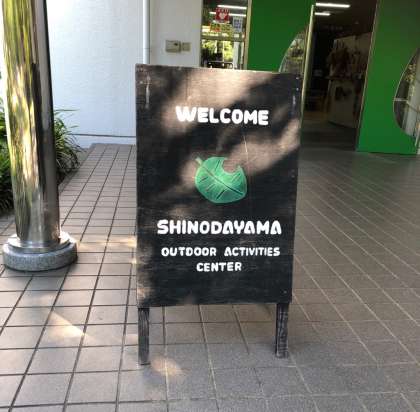 WELCOME
SHINODAYAMA
OUTDOOR ACTIVITIES
CENTER